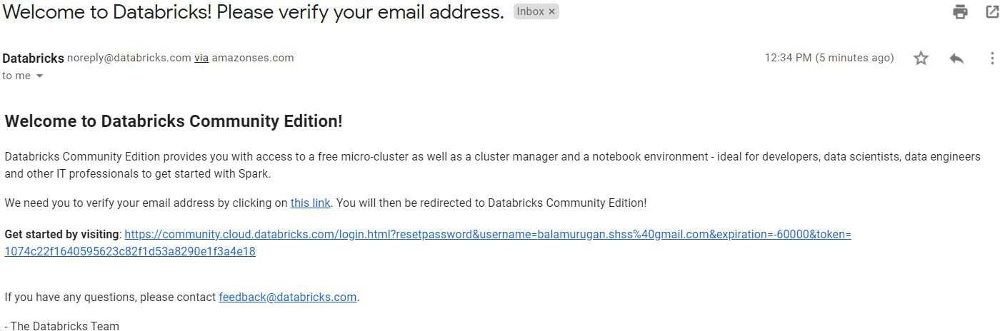 Welcome to Databricks! Please verify your email address. Inbox ×
Databricks noreply@databricks.com via amazonses.com 12:34 PM (5 minutes ago)
to me
Welcome to Databricks Community Edition!
Databricks Community Edition provides you with access to a free micro-cluster as well as a cluster manager and a notebook environment - ideal for developers, data scientists, data engineers
and other IT professionals to get started with Spark.
We need you to verify your email address by clicking on this link. You will then be redirected to Databricks Community Edition!
Get started by visiting: https://community.cloud.databricks.com/login.html?resetpassword&username=balamurugan.shss%40gmail.com&expiration=-60000&token=
1074c22f1640595623c82f1d53a8290e1f3a4e18
If you have any questions, please contact feedback@databricks.com.
- The Databricks Team